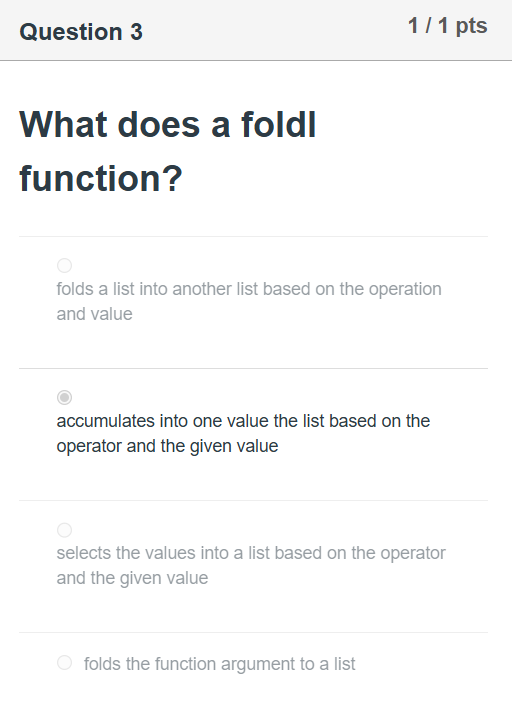 Question 3
1 / 1 pts
What does a foldl
function?
folds a list into another list based on the operation
and value
accumulates into one value the list based on the
operator and the given value
selects the values into a list based on the operator
and the given value
folds the function argument to a list